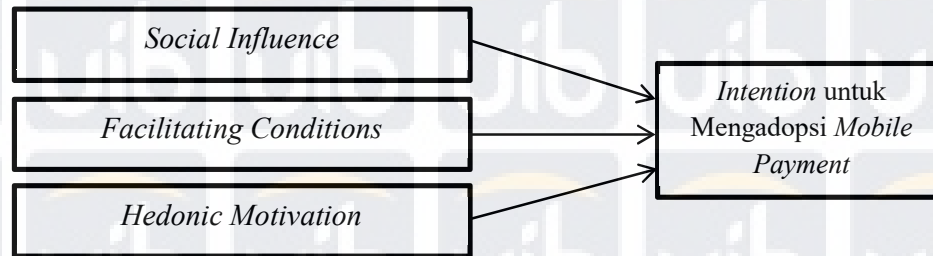 Social Influence
Facilitating Conditions
Hedonic Motivation
Intention untuk
Mengadopsi Mobile
Payment